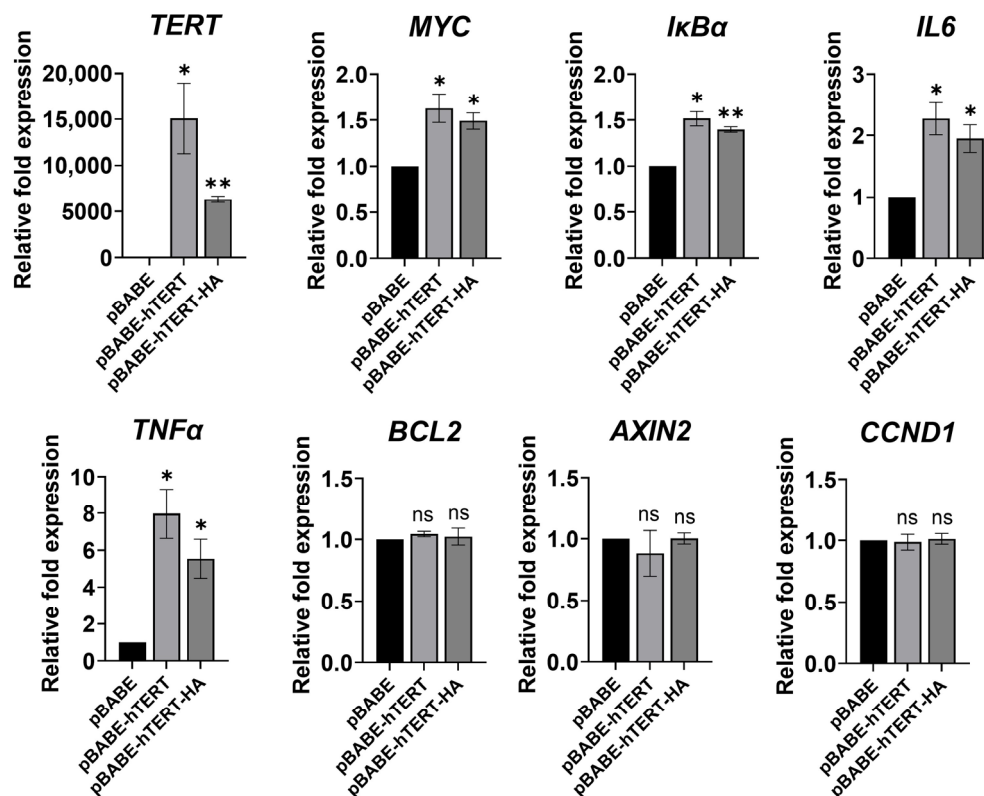 TERT
Relative fold expression
20,000
15,000
10,000
5000
0
*
**
pBABE
pBABE-hTERT
pBABE-hTERT-HA
MYC
Relative fold expression
2.0
1.5
1.0
0.5
0.0
*
*
pBABE
pBABE-hTERT
pBABE-hTERT-HA
IκBα
Relative fold expression
2.0
1.5
1.0
0.5
0.0
*
**
pBABE
pBABE-hTERT
pBABE-hTERT-HA
IL6
Relative fold expression
3
2
1
0
*
*
pBABE
pBABE-hTERT
pBABE-hTERT-HA
TNFα
Relative fold expression
10
8
6
4
2
0
*
*
pBABE
pBABE-hTERT
pBABE-hTERT-HA
BCL2
Relative fold expression
1.5
1.0
0.5
0.0
ns
ns
pBABE
pBABE-hTERT
pBABE-hTERT-HA
AXIN2
Relative fold expression
1.5
1.0
0.5
0.0
ns
ns
pBABE
pBABE-hTERT
pBABE-hTERT-HA
CCND1
Relative fold expression
1.5
1.0
0.5
0.0
ns
ns
pBABE
pBABE-hTERT
pBABE-hTERT-HA